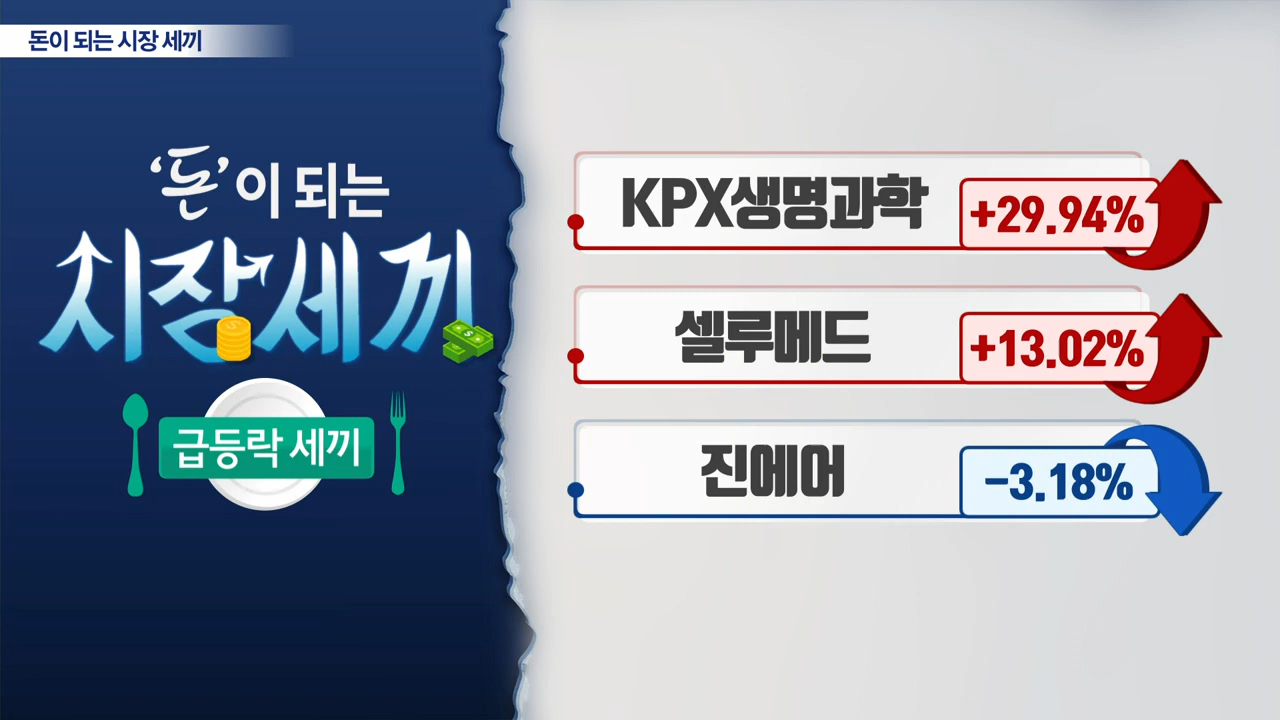 돈이 되는 시장 세끼
‘돈’이 되는
시장세끼
급등락 세끼
KPX생명과학 +29.94%
셀루메드 +13.02%
진에어 -3.18%